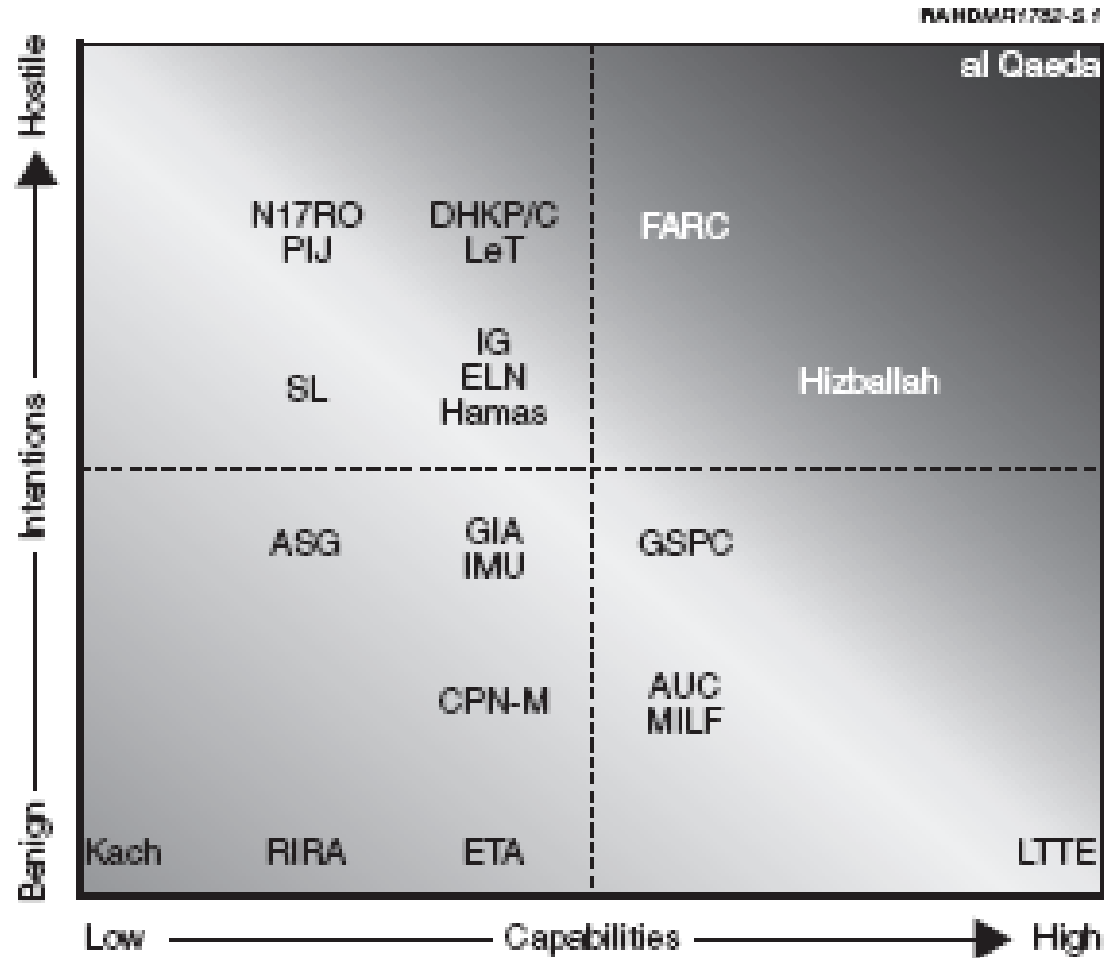 RANDMR1782-S.1
Hostile
al Qaeda
N17RO
PIJ
DHKP/C
LeT
FARC
IG
ELN
Hamas
SL
Hizballah
Intentions
ASG
GIA
IMU
GSPC
CPN-M
AUC
MILF
Benign
Kach
RIRA
ETA
LTTE
Low
Capabilities
High